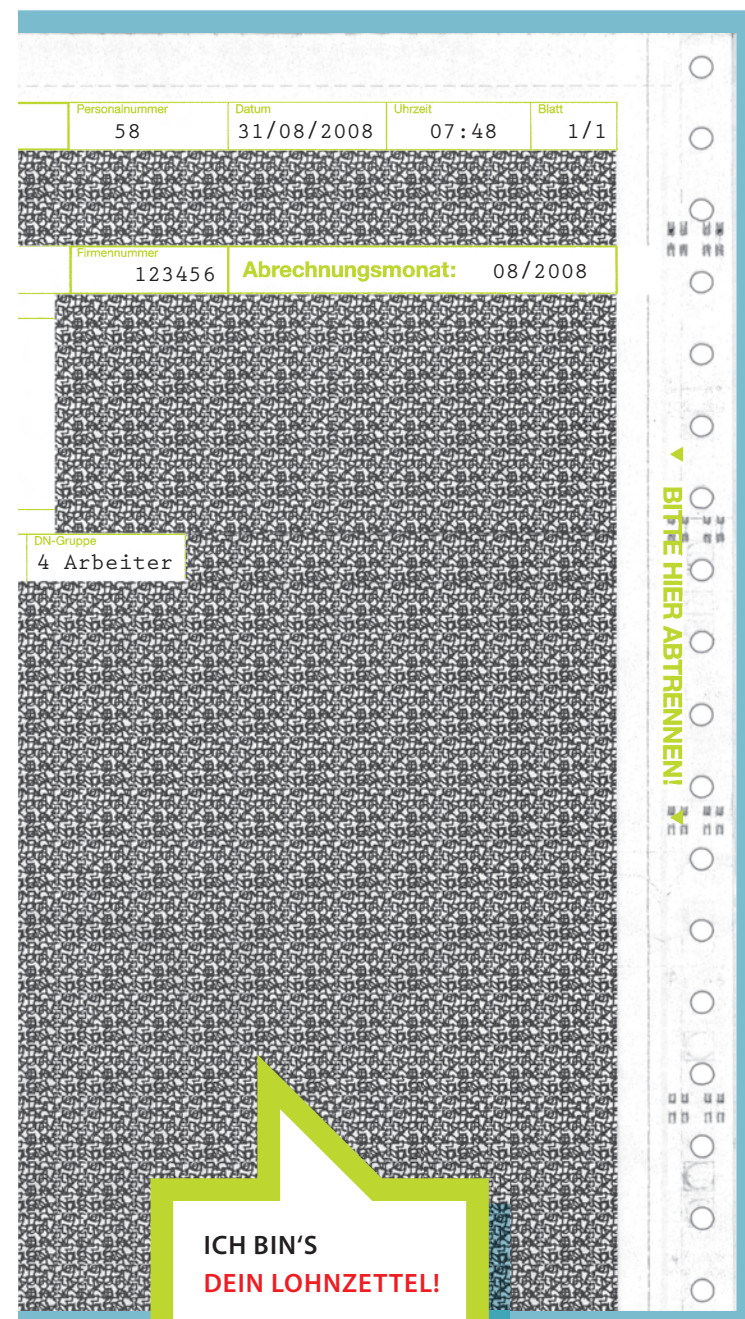 Personalnummer Datum Uhrzeit Blatt
58 31/08/2008 07:48 1/1
Firmennummer
123456 Abrechnungsmonat: 08/2008
BITTE HIER ABTRENNEN!
DN-Gruppe
4 Arbeiter
ICH BIN‘S
DEIN LOHNZETTEL!